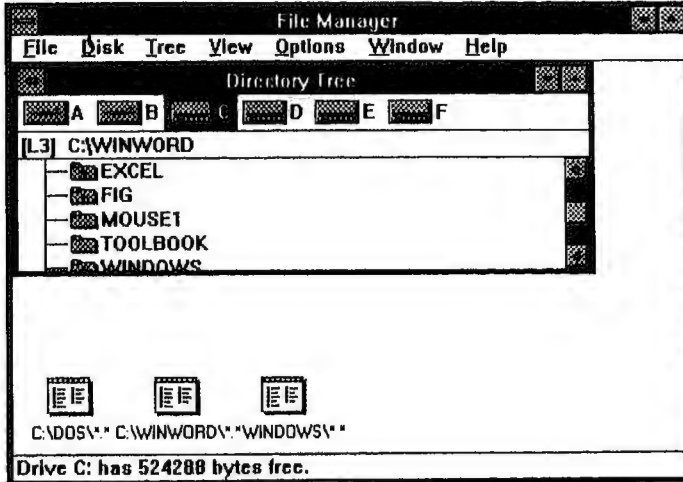 File Manager
File Disk Tree View Options Window Help
Directory Tree
A B C D E F
[L3] C:\WINWORD
EXCEL
FIG
MOUSE1
TOOLBOOK
WINDOWS
C:\DOS\*.* C:\WINWORD\*.*WINDOWS\*.*
Drive C: has 524288 bytes free.